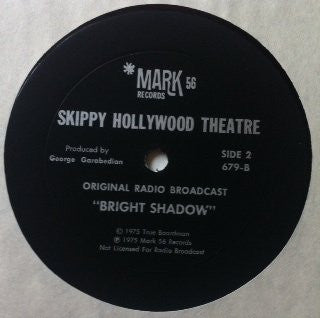 *MARK 56
RECORDS
SKIPPY HOLLYWOOD THEATRE
Produced by
George Garabedian
SIDE 2
679-B
ORIGINAL RADIO BROADCAST
"BRIGHT SHADOW"
© 1975 True Boardman
℗ 1975 Mark 56 Records
Not Licensed For Radio Broadcast